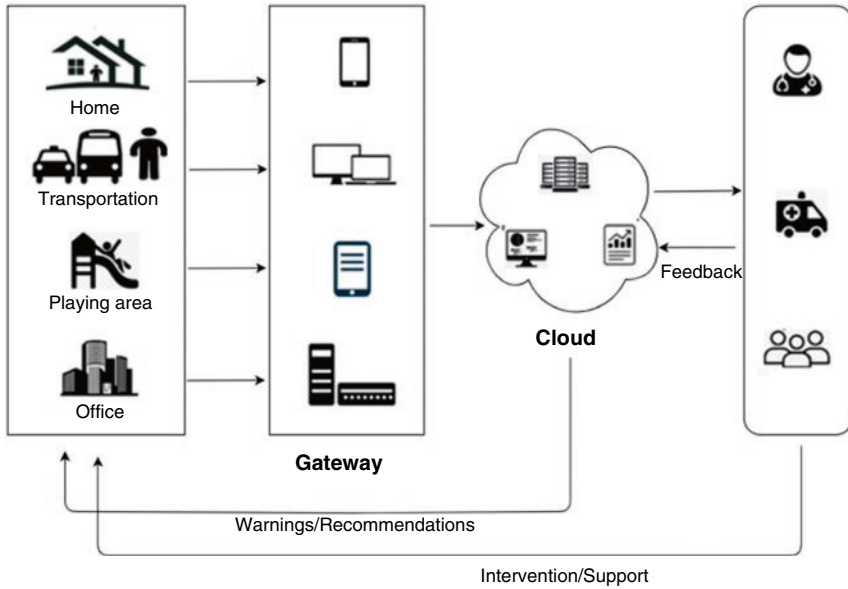 Home
Transportation
Playing area
Office
Gateway
Cloud
Feedback
Warnings/Recommendations
Intervention/Support